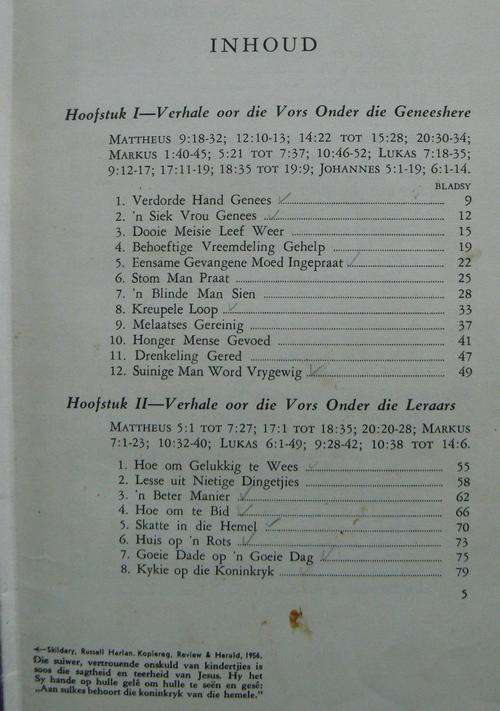 INHOUD
Hoofstuk I—Verhale oor die Vors Onder die Geneeshere
MATTHEUS 9:18-32; 12:10-13; 14:22 TOT 15:28; 20:30-34;
MARKUS 1:40-45; 5:21 TOT 7:37; 10:46-52; LUKAS 7:18-35;
9:12-17; 17:11-19; 18:35 TOT 19:9; JOHANNES 5:1-19; 6:1-14.
BLADSY
1. Verdorde Hand Genees 9
2. 'n Siek Vrou Genees 12
3. Dooie Meisie Leef Weer 15
4. Behoeftige Vreemdeling Gehelp 19
5. Eensame Gevangene Moed Ingepraat 22
6. Stom Man Praat 25
7. 'n Blinde Man Sien 28
8. Kreupele Loop 33
9. Melaatses Gereinig 37
10. Honger Mense Gevoed 41
11. Drenkeling Gered 47
12. Suinige Man Word Vrygewig 49
Hoofstuk II—Verhale oor die Vors Onder die Leraars
MATTHEUS 5:1 TOT 7:27; 17:1 TOT 18:35; 20:20-28; MARKUS
7:1-23; 10:32-40; LUKAS 6:1-49; 9:28-42; 10:38 TOT 14:6.
1. Hoe om Gelukkig te Wees 55
2. Lesse uit Nietige Dingetjies 58
3. 'n Beter Manier 62
4. Hoe om te Bid 66
5. Skatte in die Hemel 70
6. Huis op 'n Rots 73
7. Goeie Dade op 'n Goeie Dag 75
8. Kykie op die Koninkryk 79
5
—Skildery, Russell Harlan. Kopiereg, Review & Herald, 1956.
Die suiwer, vertrouende onskuld van kindertjies is
soos die sagtheid en teerheid van Jesus. Hy het
Sy hande op hulle gelê om hulle te seën en gesê:
„Aan sulkes behoort die koninkryk van die hemele."